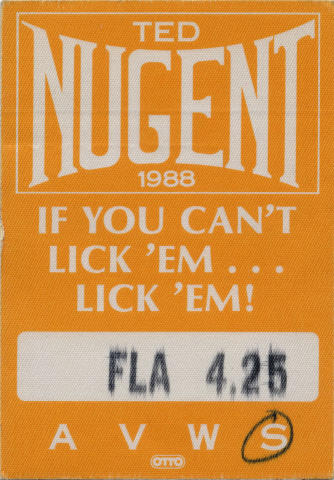 TED
NUGENT
1988
IF YOU CAN'T
LICK 'EM . . .
LICK 'EM!
FLA 4.25
A V W S
OTTO